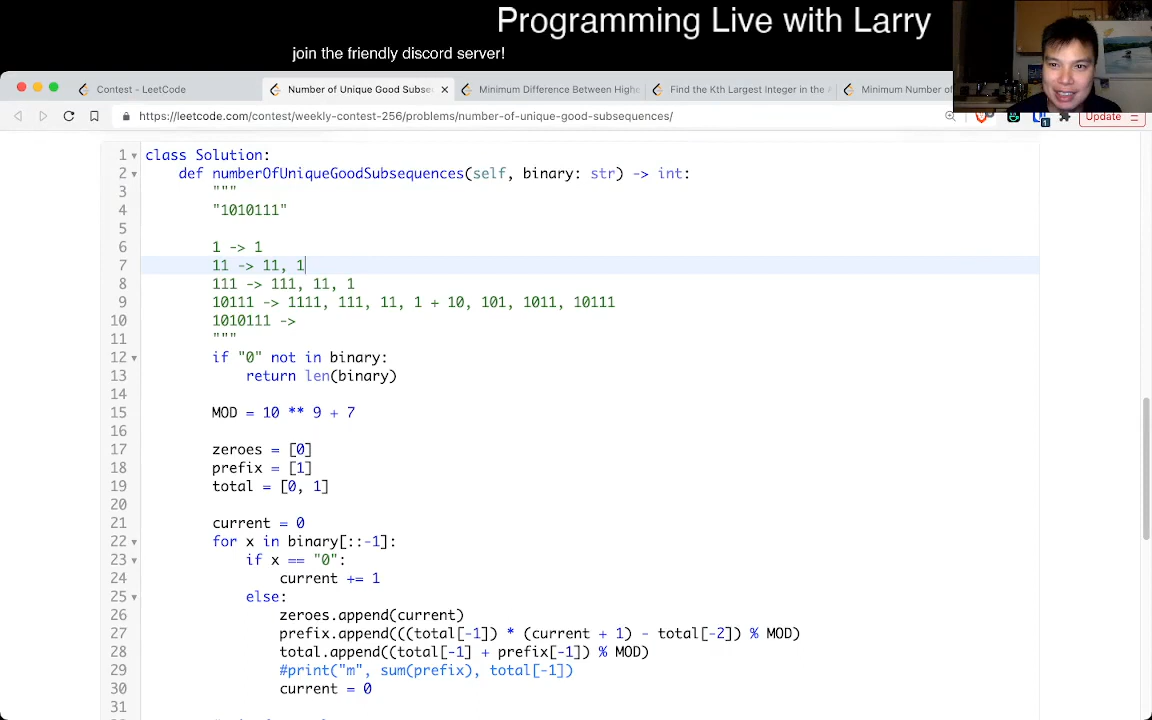 Programming Live with Larry
join the friendly discord server!
Contest - LeetCode
Number of Unique Good Subse
Minimum Difference Between Highe
Find the Kth Largest Integer in the
Minimum Number of
https://leetcode.com/contest/weekly-contest-256/problems/number-of-unique-good-subsequences/
Update
1 class Solution:
2 def numberOfUniqueGoodSubsequences(self, binary: str) -> int:
3 """
4 "1010111"
5
6 1 -> 1
7 11 -> 11, 1
8 111 -> 111, 11, 1
9 10111 -> 1111, 111, 11, 1 + 10, 101, 1011, 10111
10 1010111 ->
11 """
12 if "0" not in binary:
13 return len(binary)
14
15 MOD = 10 ** 9 + 7
16
17 zeroes = [0]
18 prefix = [1]
19 total = [0, 1]
20
21 current = 0
22 for x in binary[::-1]:
23 if x == "0":
24 current += 1
25 else:
26 zeroes.append(current)
27 prefix.append(((total[-1]) * (current + 1) - total[-2]) % MOD)
28 total.append((total[-1] + prefix[-1]) % MOD)
29 #print("m", sum(prefix), total[-1])
30 current = 0
31